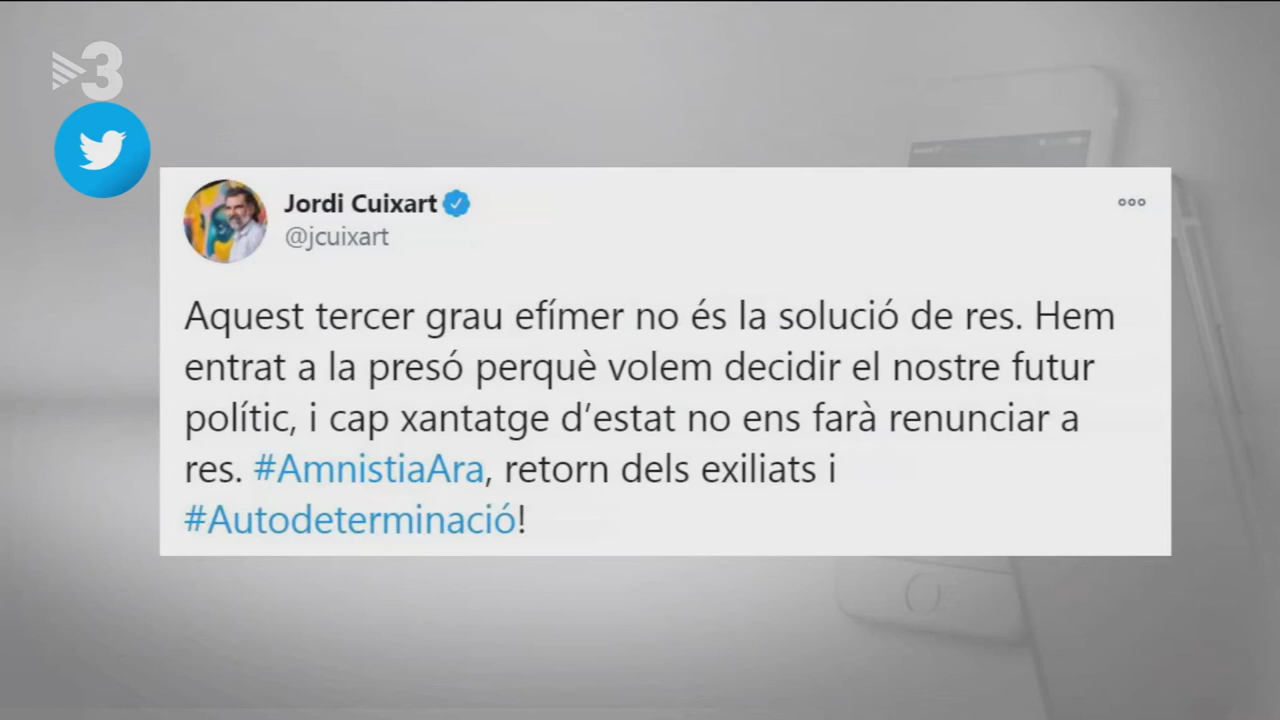 3
Jordi Cuixart
@jcuixart
Aquest tercer grau efímer no és la solució de res. Hem
entrat a la presó perquè volem decidir el nostre futur
polític, i cap xantatge d’estat no ens farà renunciar a
res. #AmnistiaAra, retorn dels exiliats i
#Autodeterminació!